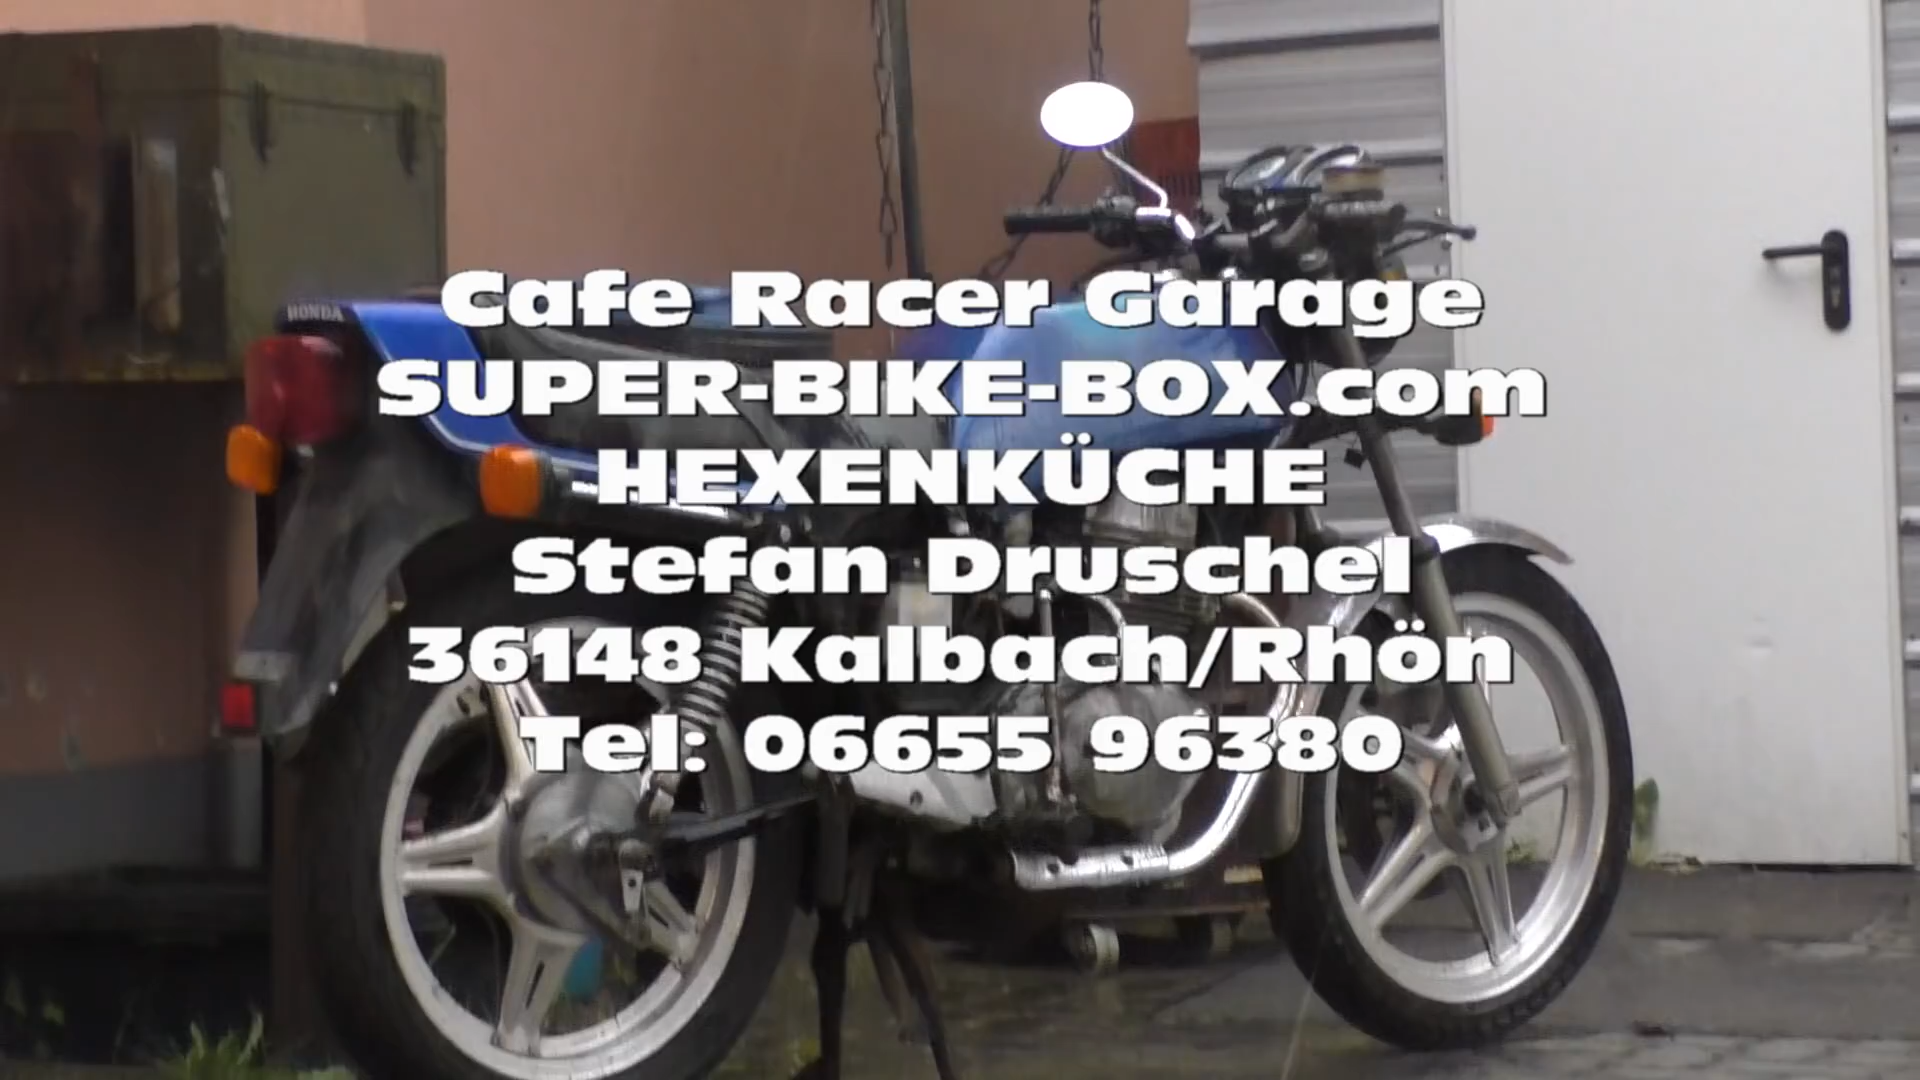 Cafe Racer Garage
SUPER-BIKE-BOX.com
HONDA
HEXENKÜCHE
Stefan Druschel
36148 Kalbach/Rhön
Tel: 06655 96380